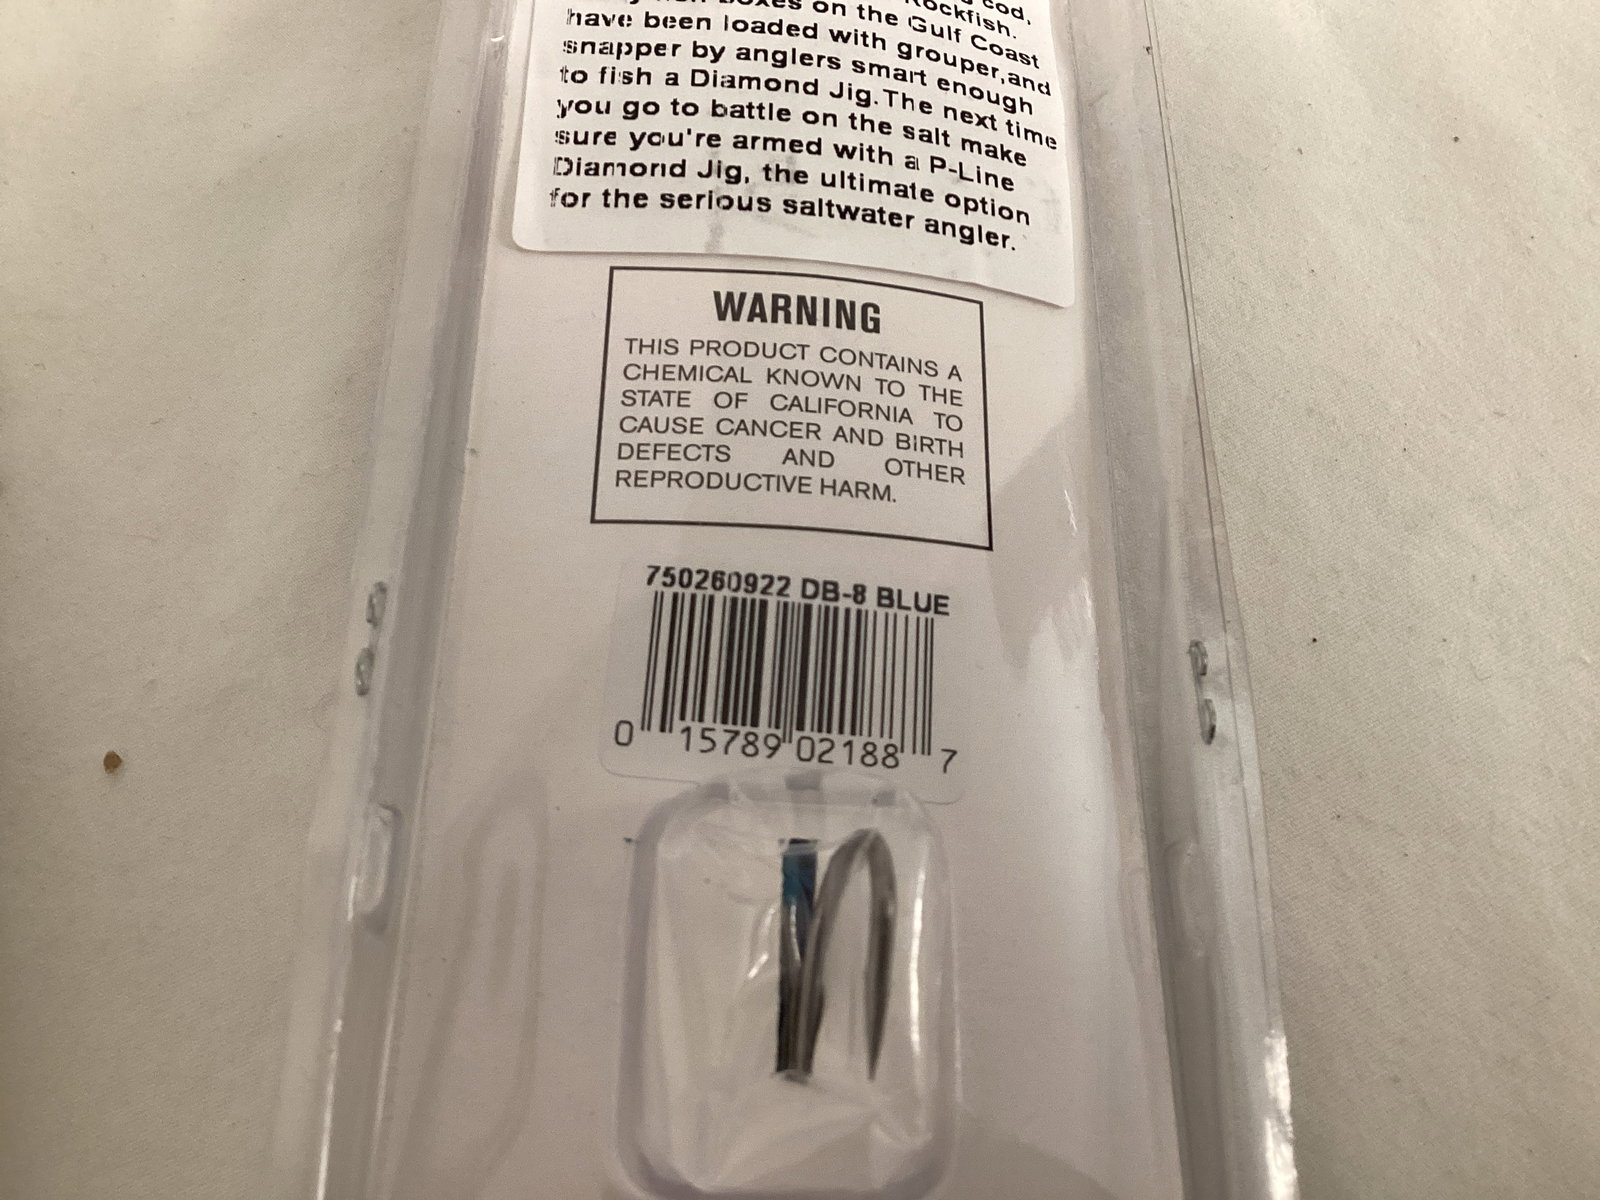 cod,
Rockfish.
on the Gulf Coast
have been loaded with grouper,and
snapper by anglers smart enough
to fish a Diamond Jig.The next time
you go to battle on the salt make
sure you're armed with a P-Line
Diamond Jig, the ultimate option
for the serious saltwater angler.
WARNING
THIS PRODUCT CONTAINS A
CHEMICAL KNOWN TO THE
STATE OF CALIFORNIA TO
CAUSE CANCER AND BIRTH
DEFECTS AND OTHER
REPRODUCTIVE HARM.
750260922 DB-8 BLUE
0 15789 02188 7